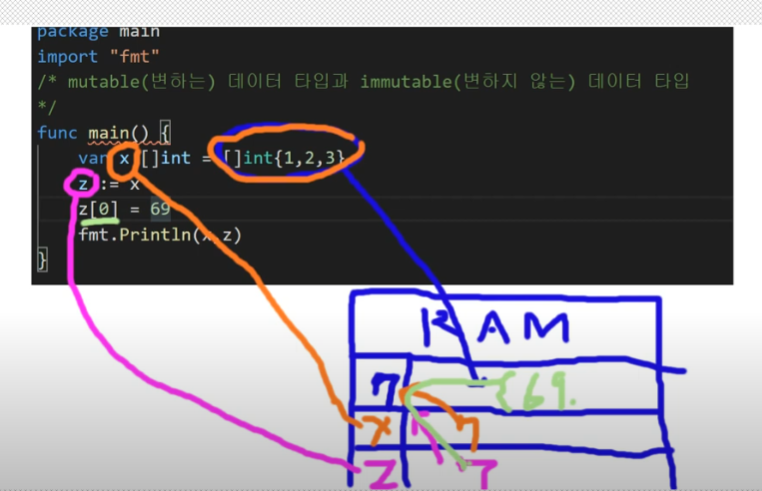 package main
import "fmt"
/* mutable(변하는) 데이터 타입과 immutable(변하지 않는) 데이터 타입
*/
func main() {
var x []int = []int{1,2,3}
z := x
z[0] = 69
fmt.Println(x, z)
}
RAM
7 {69.
x 7
z 7